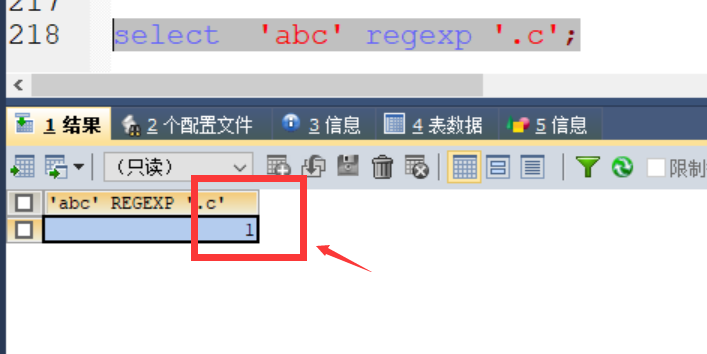 217
218 select 'abc' regexp '.c';
1 结果 2 个配置文件 3 信息 4 表数据 5 信息
(只读) 限制
'abc' REGEXP '.c'
1